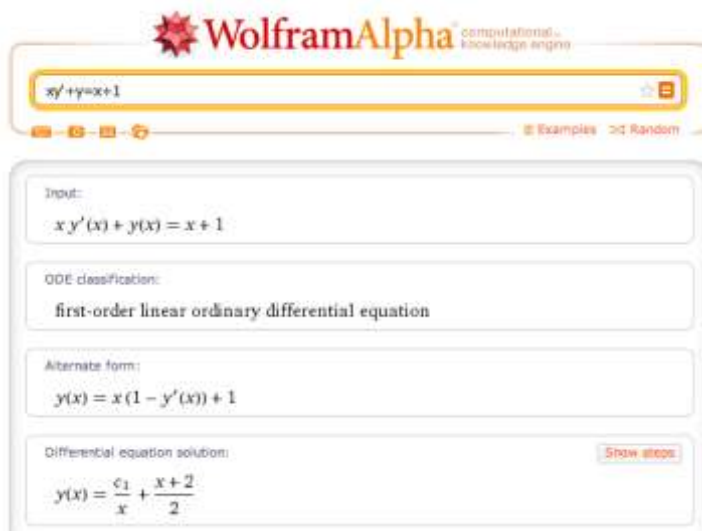 WolframAlpha computational knowledge engine
xy'+y=x+1
Examples Random
Input:
x y′(x) + y(x) = x + 1
ODE classification:
first-order linear ordinary differential equation
Alternate form:
y(x) = x (1 − y′(x)) + 1
Differential equation solution: Show steps
y(x) = c₁/x + (x + 2)/2